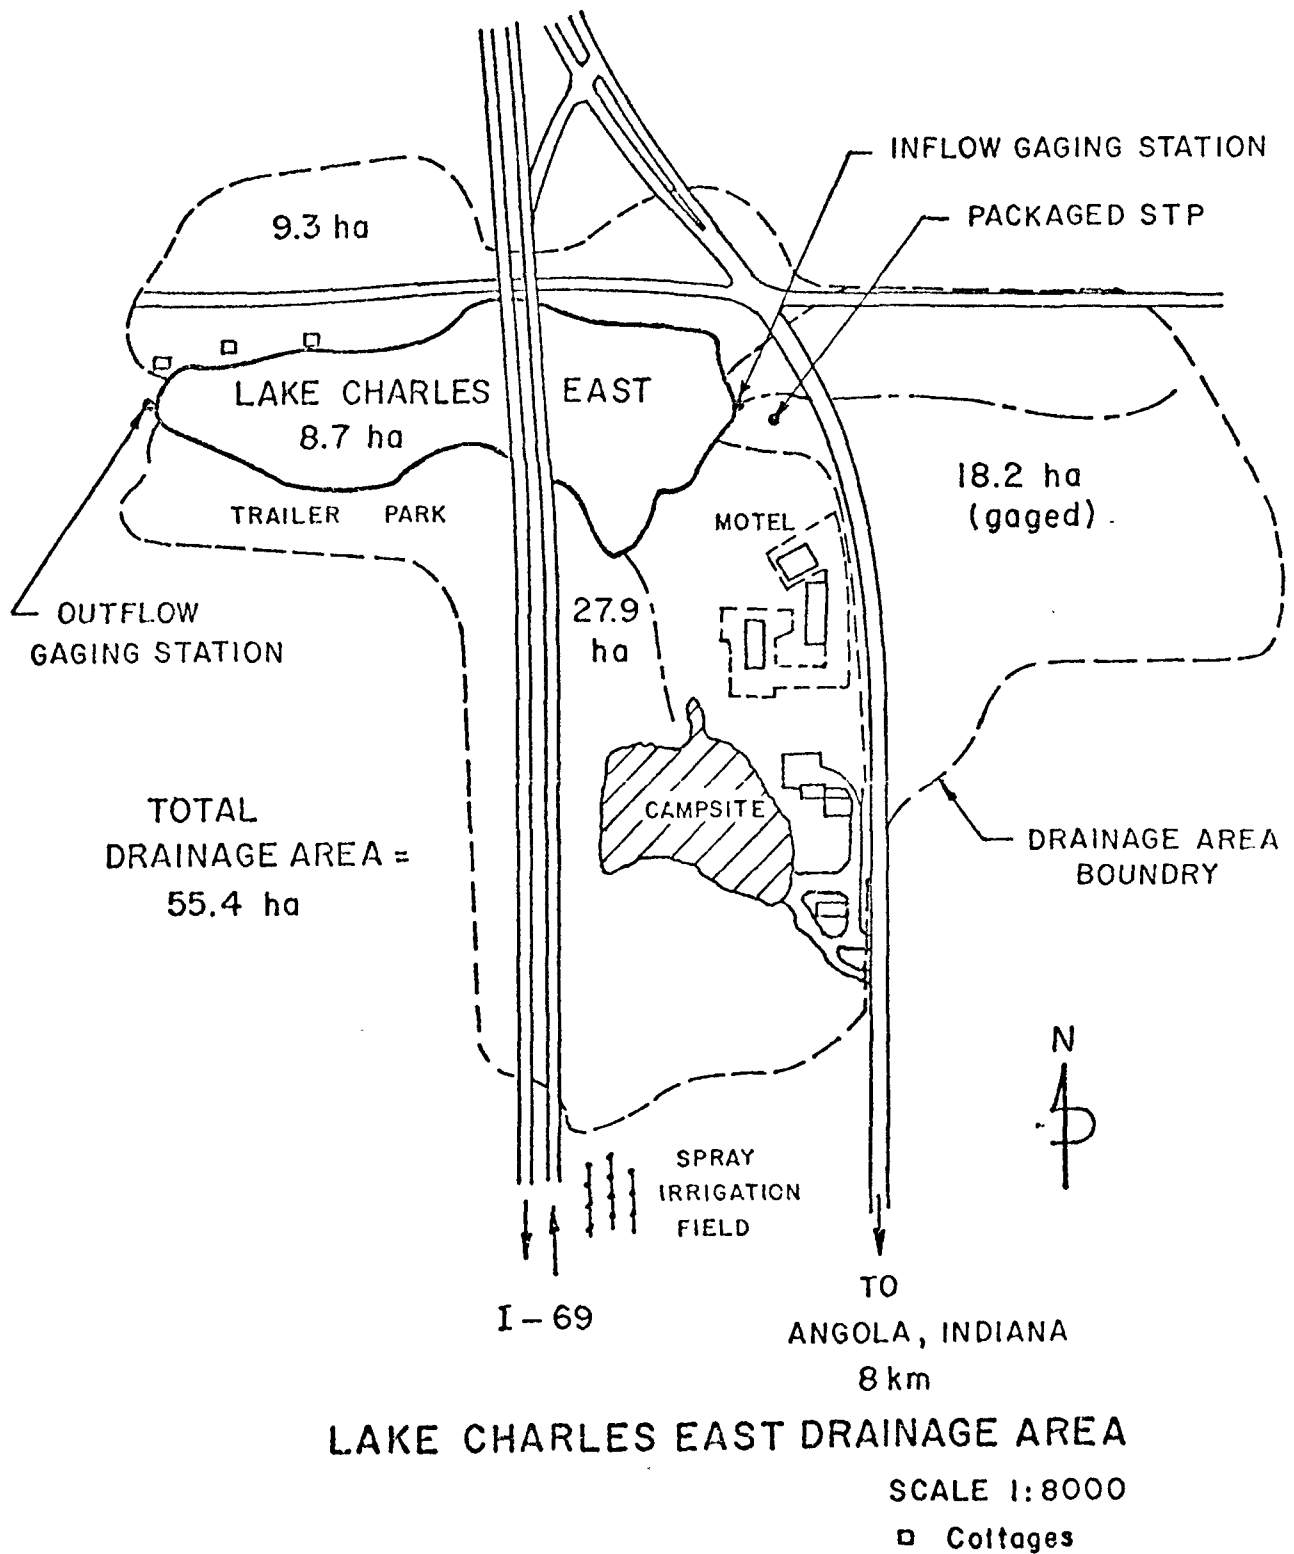 INFLOW GAGING STATION
PACKAGED STP
9.3 ha
LAKE CHARLES EAST
8.7 ha
18.2 ha
(gaged)
TRAILER PARK
MOTEL
OUTFLOW
GAGING STATION
27.9
ha
TOTAL
DRAINAGE AREA =
55.4 ha
CAMPSITE
DRAINAGE AREA
BOUNDRY
N
SPRAY
IRRIGATION
FIELD
I-69
TO
ANGOLA, INDIANA
8 km
LAKE CHARLES EAST DRAINAGE AREA
SCALE 1:8000
Cottages